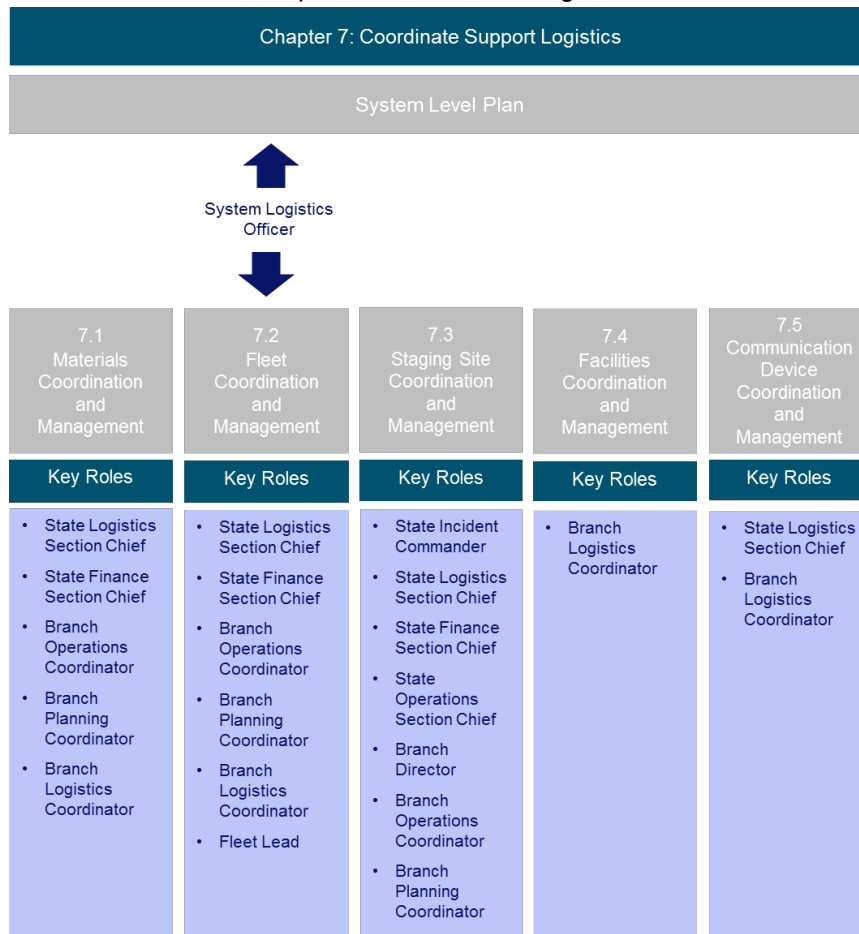 Chapter 7: Coordinate Support Logistics
System Level Plan
System Logistics
Officer
7.1
Materials
Coordination
and
Management
7.2
Fleet
Coordination
and
Management
7.3
Staging Site
Coordination
and
Management
7.4
Facilities
Coordination
and
Management
7.5
Communication
Device
Coordination
and
Management
Key Roles
Key Roles
Key Roles
Key Roles
Key Roles
• State Logistics
Section Chief
• State Finance
Section Chief
• Branch
Operations
Coordinator
• Branch
Planning
Coordinator
• Branch
Logistics
Coordinator
• State Logistics
Section Chief
• State Finance
Section Chief
• Branch
Operations
Coordinator
• Branch
Planning
Coordinator
• Branch
Logistics
Coordinator
• Fleet Lead
• State Incident
Commander
• State Logistics
Section Chief
• State Finance
Section Chief
• State
Operations
Section Chief
• Branch
Director
• Branch
Operations
Coordinator
• Branch
Planning
Coordinator
• Branch
Logistics
Coordinator
• State Logistics
Section Chief
• Branch
Logistics
Coordinator